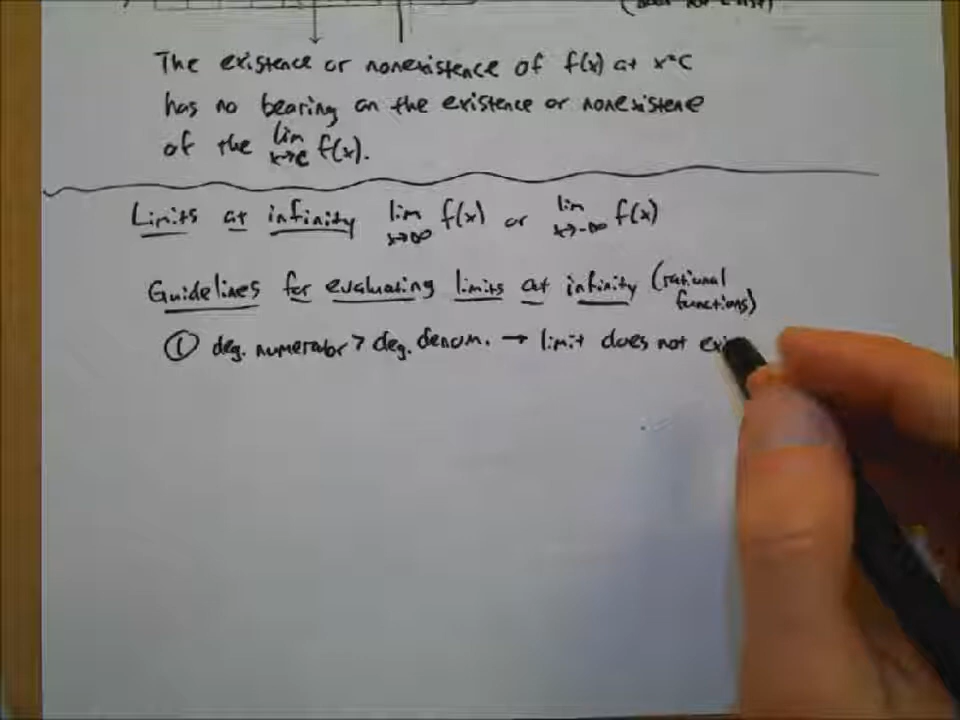 The existence or nonexistence of f(x) at x=C
has no bearing on the existence or nonexistene
of the lim x→c f(x).
Limits at infinity lim x→∞ f(x) or lim x→-∞ f(x)
Guidelines for evaluating limits at infinity (rational functions)
① deg. numerator > deg. denom. → limit does not exi